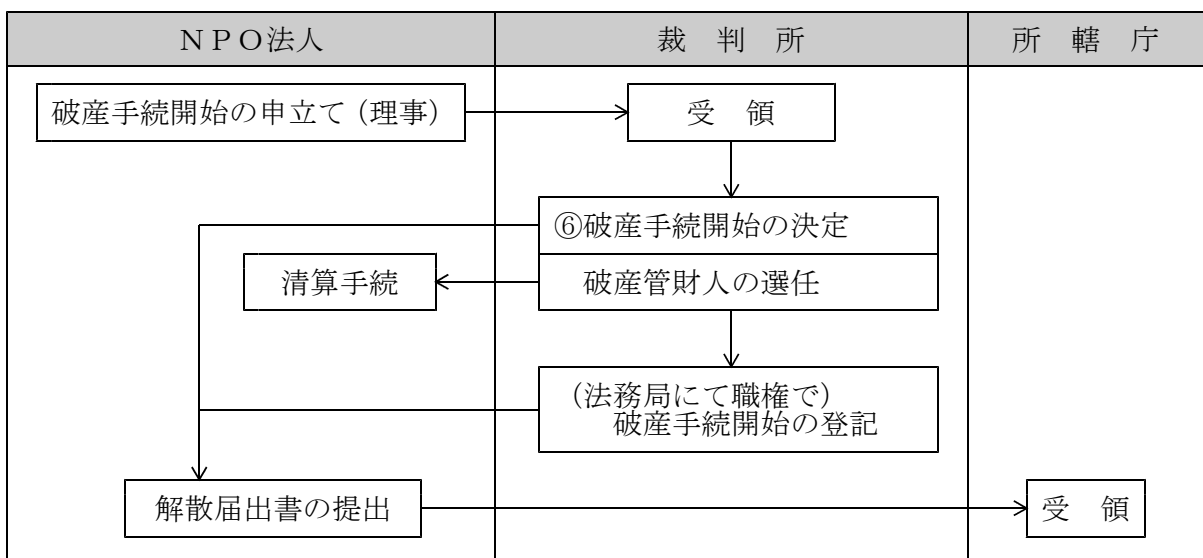 NPO法人
裁 判 所
所 轄 庁
破産手続開始の申立て(理事)
受 領
⑥破産手続開始の決定
清算手続
破産管財人の選任
(法務局にて職権で)
破産手続開始の登記
解散届出書の提出
受 領